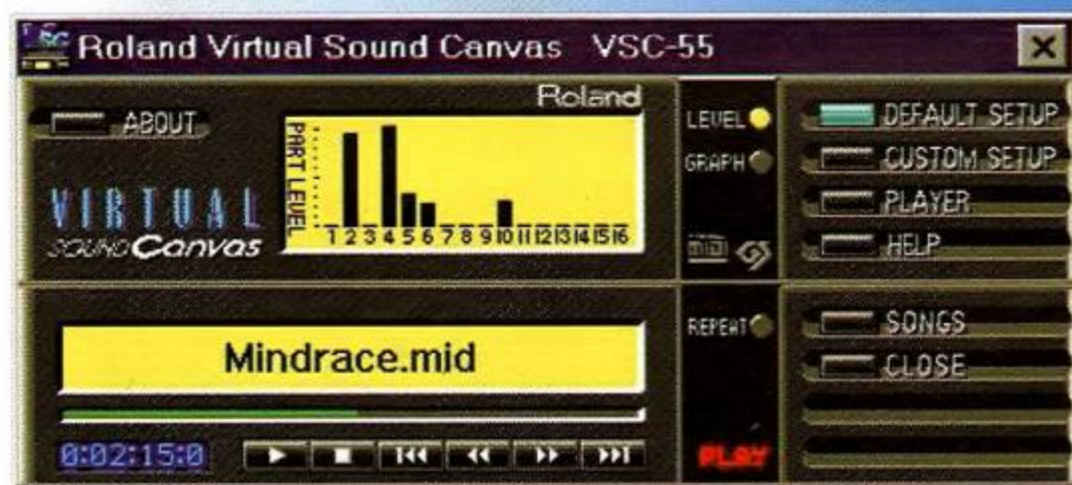 Roland Virtual Sound Canvas VSC-55
ABOUT
Roland
PART LEVEL
1 2 3 4 5 6 7 8 9 10 11 12 13 14 15 16
VIRTUAL
SOUND Canvas
LEVEL
GRAPH
MIDI
DEFAULT SETUP
CUSTOM SETUP
PLAYER
HELP
Mindrace.mid
0:02:15:0
REPEAT
PLAY
SONGS
CLOSE